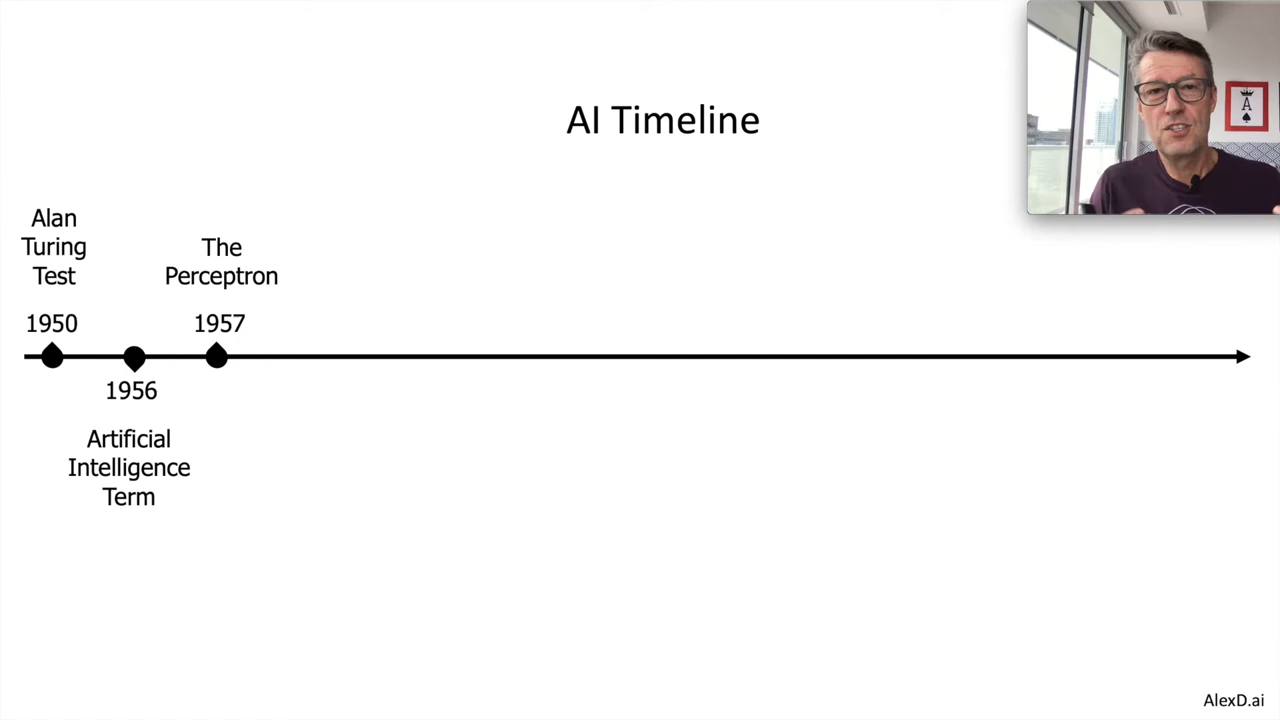 AI Timeline
A
Alan
Turing
Test
The
Perceptron
1950
1957
1956
Artificial
Intelligence
Term
AlexD.ai